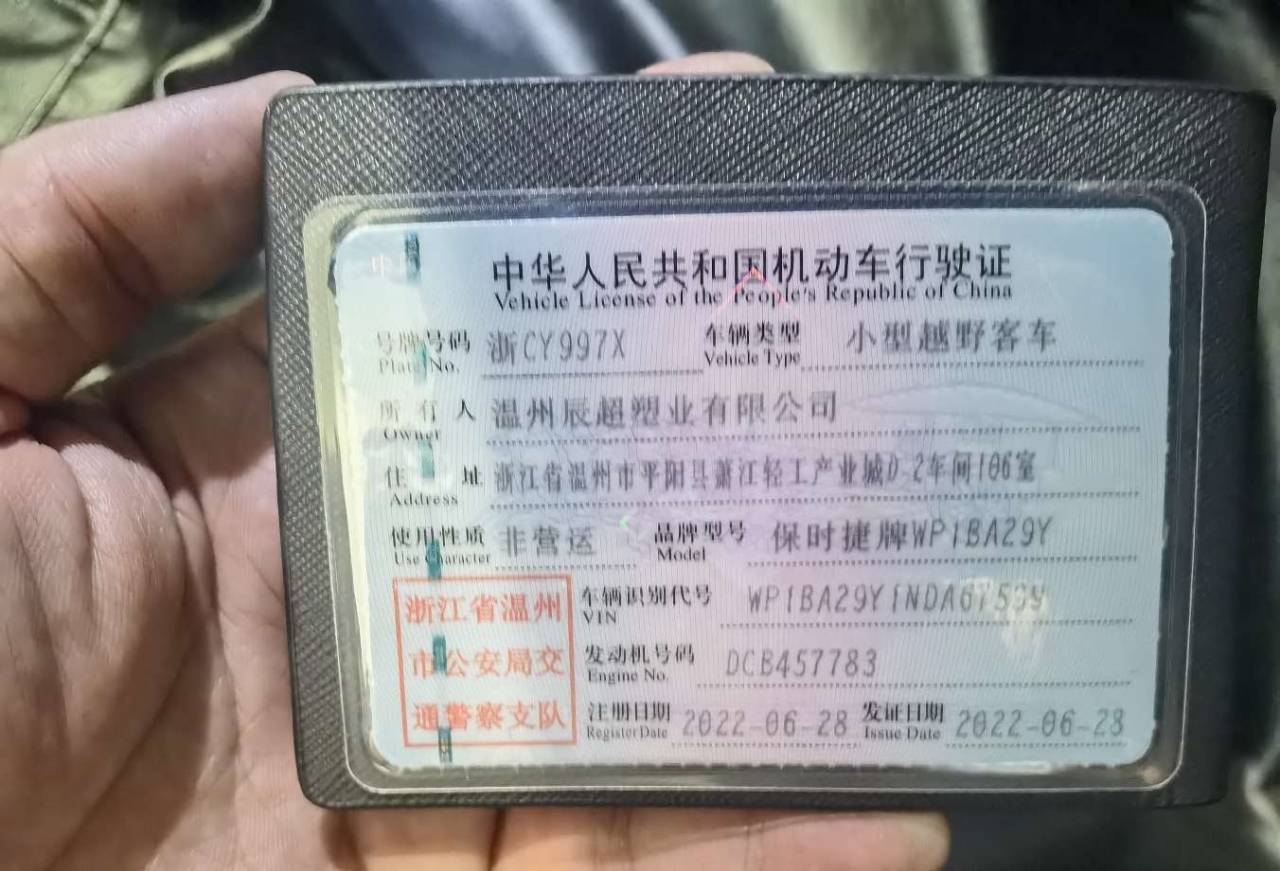 中华人民共和国机动车行驶证
Vehicle License of the People's Republic of China
号牌号码 浙CY997X 车辆类型 小型越野客车
Plate No. Vehicle Type
所有人 温州辰超塑业有限公司
Owner
住址 浙江省温州市平阳县萧江轻工产业城D-2车间106室
Address
使用性质 非营运 品牌型号 保时捷牌WP1BA29Y
Use Character Model
浙江省温州
市公安局交
通警察支队
车辆识别代号
VIN
发动机号码 DCB457783
Engine No.
注册日期 2022-06-28 发证日期 2022-06-28
Register Date Issue Date